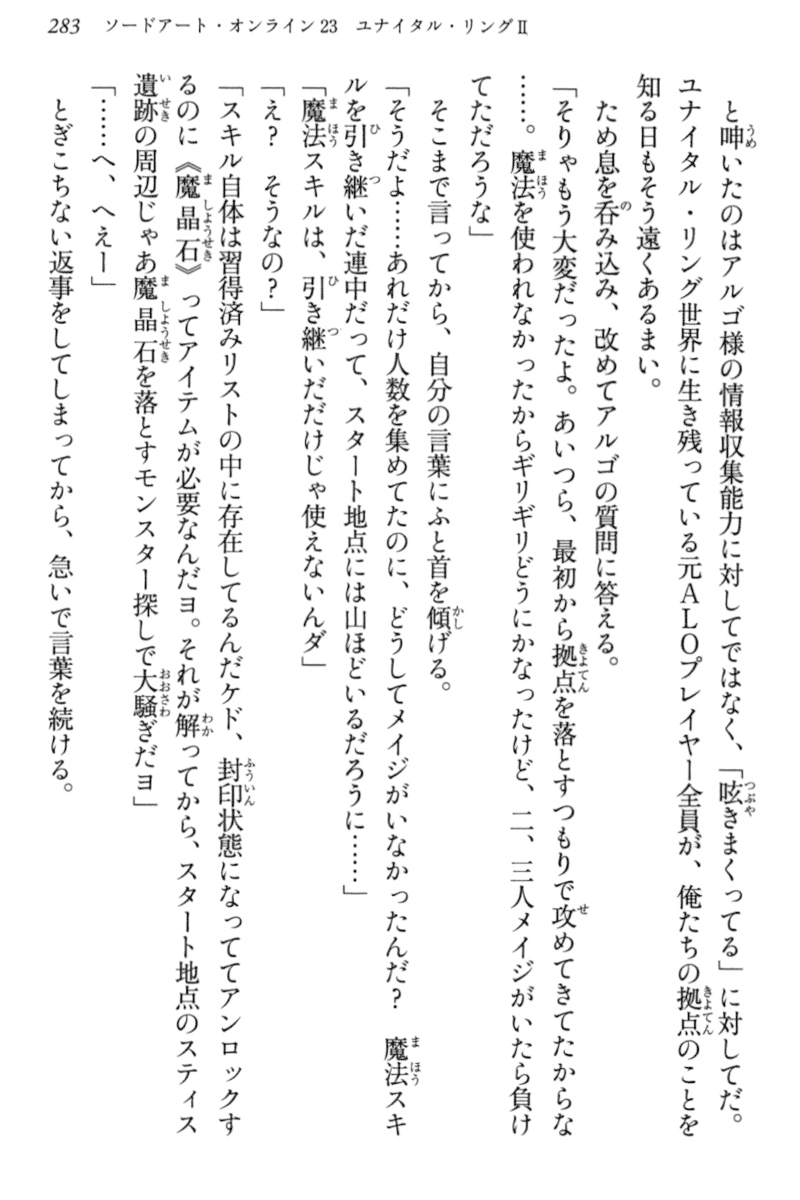 283　ソードアート・オンライン23　ユナイタル・リングⅡ
と呻いたのはアルゴ様の情報収集能力に対してではなく、「呟きまくってる」に対してだ。
ユナイタル・リング世界に生き残っている元ALOプレイヤー全員が、俺たちの拠点のことを
知る日もそう遠くあるまい。
ため息を呑み込み、改めてアルゴの質問に答える。
「そりゃもう大変だったよ。あいつら、最初から拠点を落とすつもりで攻めてきてたからな
……。魔法を使われなかったからギリギリどうにかなったけど、二、三人メイジがいたら負け
てただろうな」
そこまで言ってから、自分の言葉にふと首を傾げる。
「そうだよ……あれだけ人数を集めてたのに、どうしてメイジがいなかったんだ？　魔法スキ
ルを引き継いだ連中だって、スタート地点には山ほどいるだろうに……」
「魔法スキルは、引き継いだだけじゃ使えないんダ」
「え？　そうなの？」
「スキル自体は習得済みリストの中に存在してるんだケド、封印状態になっててアンロックす
るのに《魔晶石》ってアイテムが必要なんだヨ。それが解ってから、スタート地点のスティス
遺跡の周辺じゃあ魔晶石を落とすモンスター探しで大騒ぎだヨ」
「……へ、へえー」
とぎこちない返事をしてしまってから、急いで言葉を続ける。